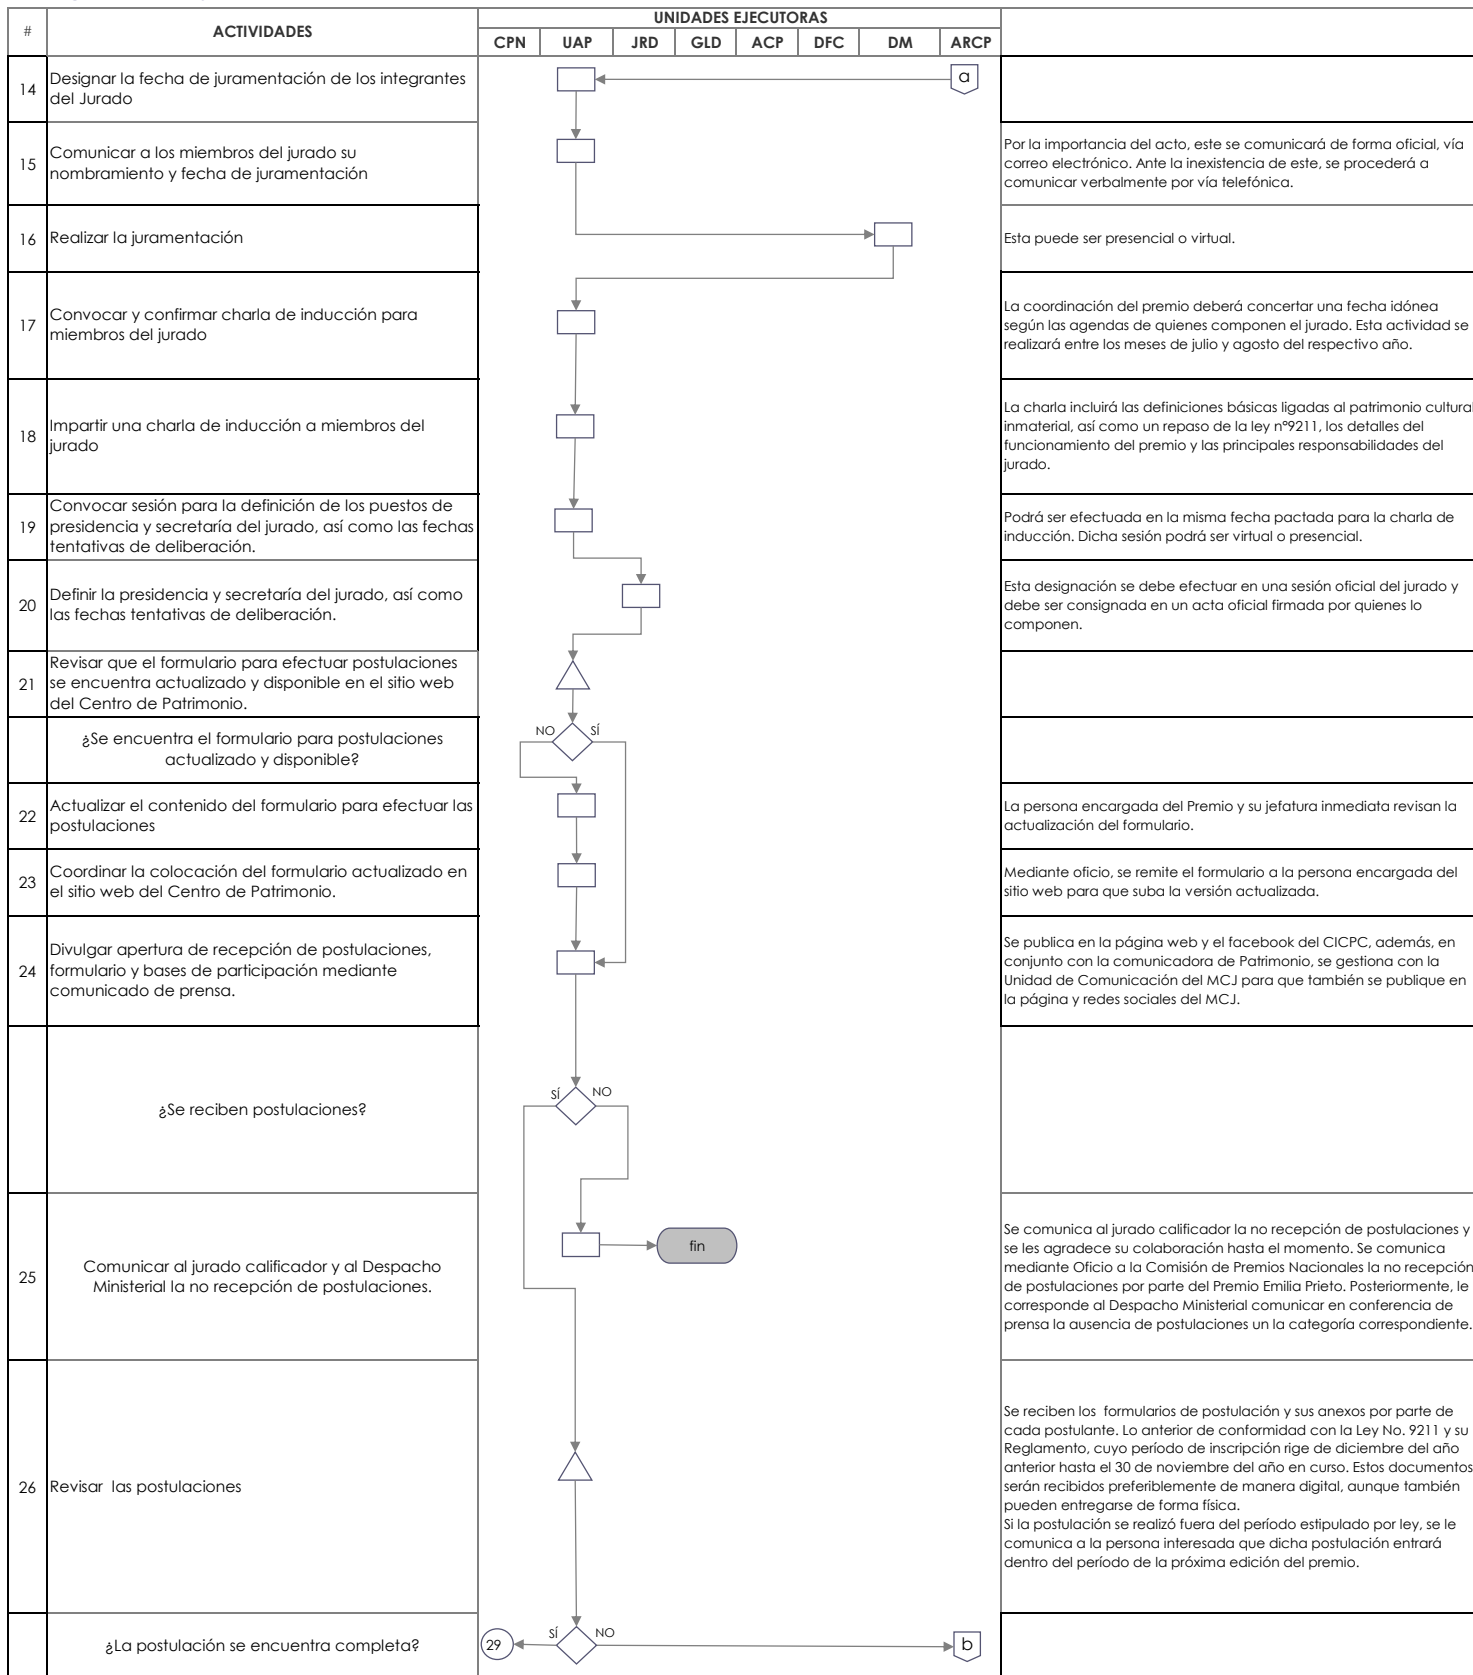 #
ACTIVIDADES
UNIDADES EJECUTORAS
CPN UAP JRD GLD ACP DFC DM ARCP
14
Designar la fecha de juramentación de los integrantes
del Jurado
a
15
Comunicar a los miembros del jurado su
nombramiento y fecha de juramentación
Por la importancia del acto, este se comunicará de forma oficial, vía
correo electrónico. Ante la inexistencia de este, se procederá a
comunicar verbalmente por vía telefónica.
16
Realizar la juramentación
Esta puede ser presencial o virtual.
17
Convocar y confirmar charla de inducción para
miembros del jurado
La coordinación del premio deberá concertar una fecha idónea
según las agendas de quienes componen el jurado. Esta actividad se
realizará entre los meses de julio y agosto del respectivo año.
18
Impartir una charla de inducción a miembros del
jurado
La charla incluirá las definiciones básicas ligadas al patrimonio cultural
inmaterial, así como un repaso de la ley n°9211, los detalles del
funcionamiento del premio y las principales responsabilidades del
jurado.
19
Convocar sesión para la definición de los puestos de
presidencia y secretaría del jurado, así como las fechas
tentativas de deliberación.
Podrá ser efectuada en la misma fecha pactada para la charla de
inducción. Dicha sesión podrá ser virtual o presencial.
20
Definir la presidencia y secretaría del jurado, así como
las fechas tentativas de deliberación.
Esta designación se debe efectuar en una sesión oficial del jurado y
debe ser consignada en un acta oficial firmada por quienes lo
componen.
21
Revisar que el formulario para efectuar postulaciones
se encuentra actualizado y disponible en el sitio web
del Centro de Patrimonio.
¿Se encuentra el formulario para postulaciones
actualizado y disponible?
NO SÍ
22
Actualizar el contenido del formulario para efectuar las
postulaciones
La persona encargada del Premio y su jefatura inmediata revisan la
actualización del formulario.
23
Coordinar la colocación del formulario actualizado en
el sitio web del Centro de Patrimonio.
Mediante oficio, se remite el formulario a la persona encargada del
sitio web para que suba la versión actualizada.
24
Divulgar apertura de recepción de postulaciones,
formulario y bases de participación mediante
comunicado de prensa.
Se publica en la página web y el facebook del CICPC, además, en
conjunto con la comunicadora de Patrimonio, se gestiona con la
Unidad de Comunicación del MCJ para que también se publique en
la página y redes sociales del MCJ.
¿Se reciben postulaciones?
SÍ NO
25
Comunicar al jurado calificador y al Despacho
Ministerial la no recepción de postulaciones.
fin
Se comunica al jurado calificador la no recepción de postulaciones y
se les agradece su colaboración hasta el momento. Se comunica
mediante Oficio a la Comisión de Premios Nacionales la no recepción
de postulaciones por parte del Premio Emilia Prieto. Posteriormente, le
corresponde al Despacho Ministerial comunicar en conferencia de
prensa la ausencia de postulaciones un la categoría correspondiente.
26
Revisar las postulaciones
Se reciben los formularios de postulación y sus anexos por parte de
cada postulante. Lo anterior de conformidad con la Ley No. 9211 y su
Reglamento, cuyo período de inscripción rige de diciembre del año
anterior hasta el 30 de noviembre del año en curso. Estos documentos
serán recibidos preferiblemente de manera digital, aunque también
pueden entregarse de forma física.
Si la postulación se realizó fuera del período estipulado por ley, se le
comunica a la persona interesada que dicha postulación entrará
dentro del período de la próxima edición del premio.
¿La postulación se encuentra completa?
29 SÍ NO b